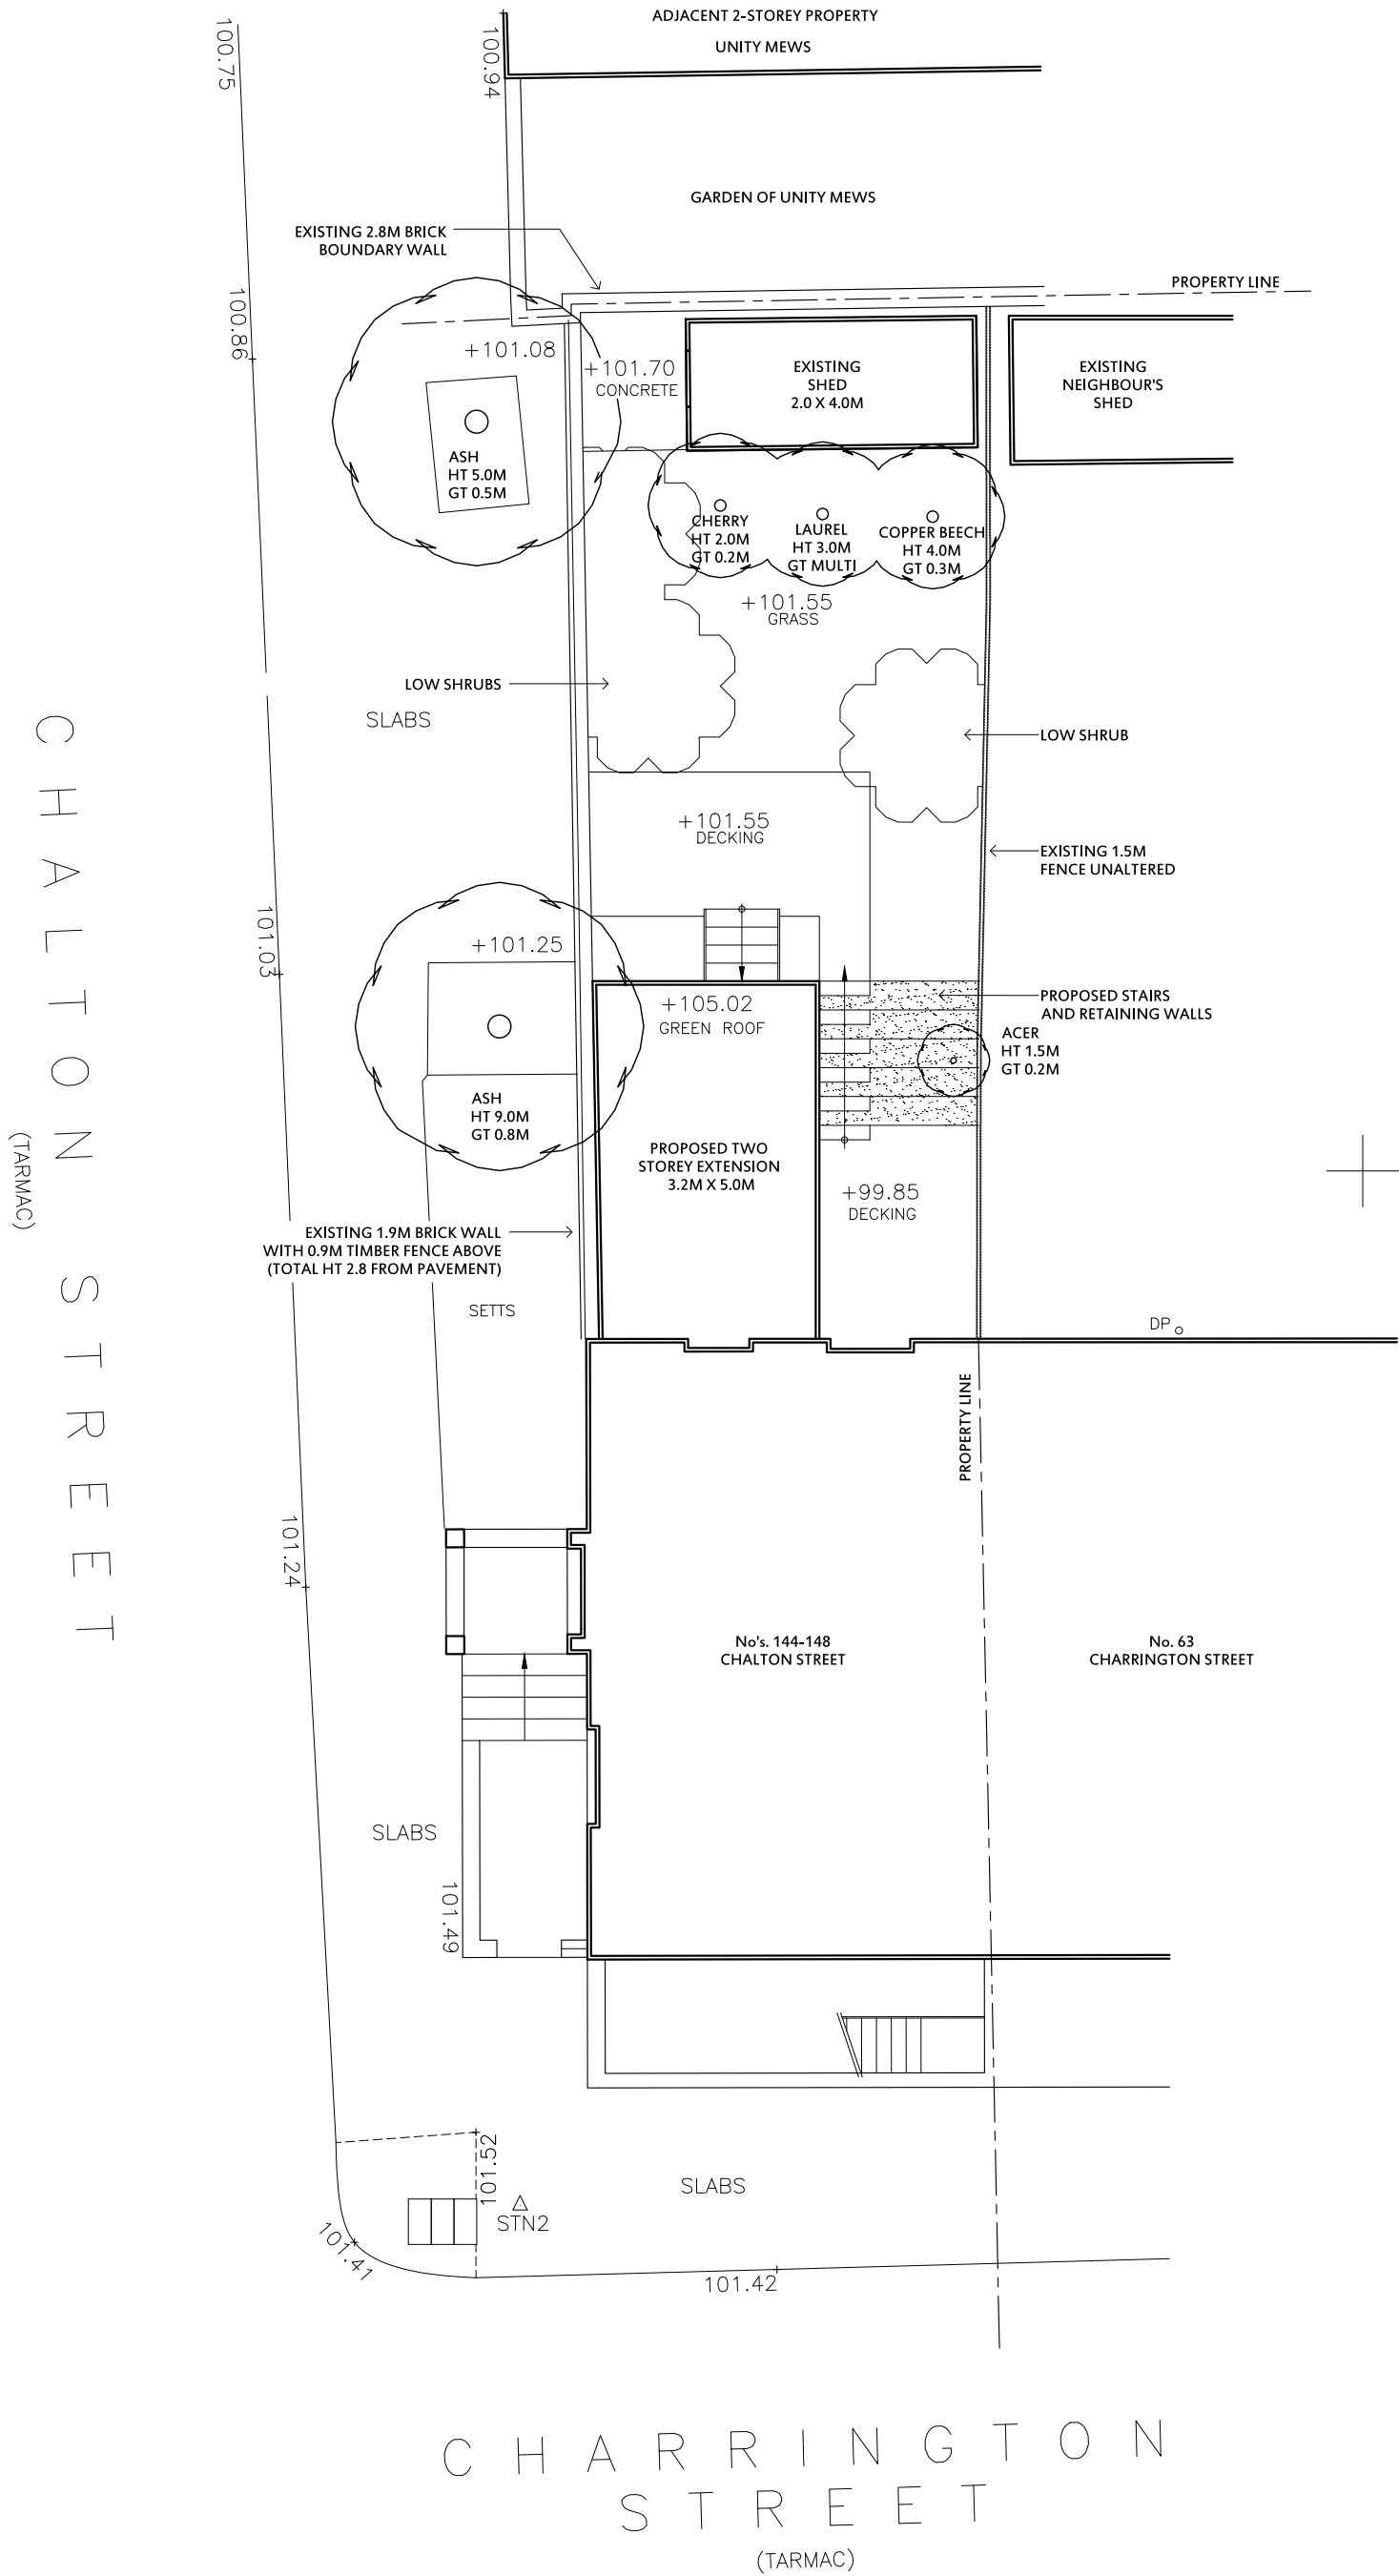 ADJACENT 2-STOREY PROPERTY
UNITY MEWS
100.75
100.94
GARDEN OF UNITY MEWS
EXISTING 2.8M BRICK
BOUNDARY WALL
PROPERTY LINE
100.86
+101.08
+101.70
CONCRETE
EXISTING
SHED
2.0 X 4.0M
EXISTING
NEIGHBOUR'S
SHED
ASH
HT 5.0M
GT 0.5M
CHERRY
HT 2.0M
GT 0.2M
LAUREL
HT 3.0M
GT MULTI
COPPER BEECH
HT 4.0M
GT 0.3M
+101.55
GRASS
LOW SHRUBS
SLABS
LOW SHRUB
+101.55
DECKING
EXISTING 1.5M
FENCE UNALTERED
101.03
+101.25
+105.02
GREEN ROOF
PROPOSED STAIRS
AND RETAINING WALLS
ACER
HT 1.5M
GT 0.2M
ASH
HT 9.0M
GT 0.8M
PROPOSED TWO
STOREY EXTENSION
3.2M X 5.0M
+99.85
DECKING
EXISTING 1.9M BRICK WALL
WITH 0.9M TIMBER FENCE ABOVE
(TOTAL HT 2.8 FROM PAVEMENT)
SETTS
DP
CHALTON STREET
(TARMAC)
PROPERTY LINE
101.24
No's. 144-148
CHALTON STREET
No. 63
CHARRINGTON STREET
SLABS
101.49
101.52
STN2
SLABS
101.41
101.42
CHARRINGTON
STREET
(TARMAC)